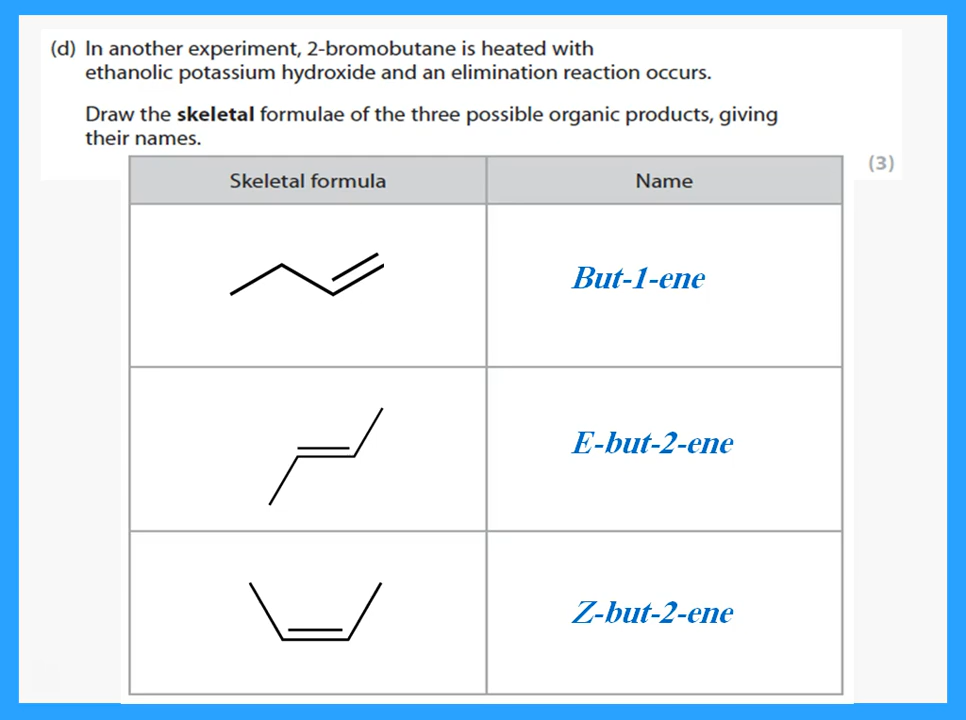 (d) In another experiment, 2-bromobutane is heated with
ethanolic potassium hydroxide and an elimination reaction occurs.
Draw the skeletal formulae of the three possible organic products, giving
their names.
(3)
Skeletal formula
Name
But-1-ene
E-but-2-ene
Z-but-2-ene